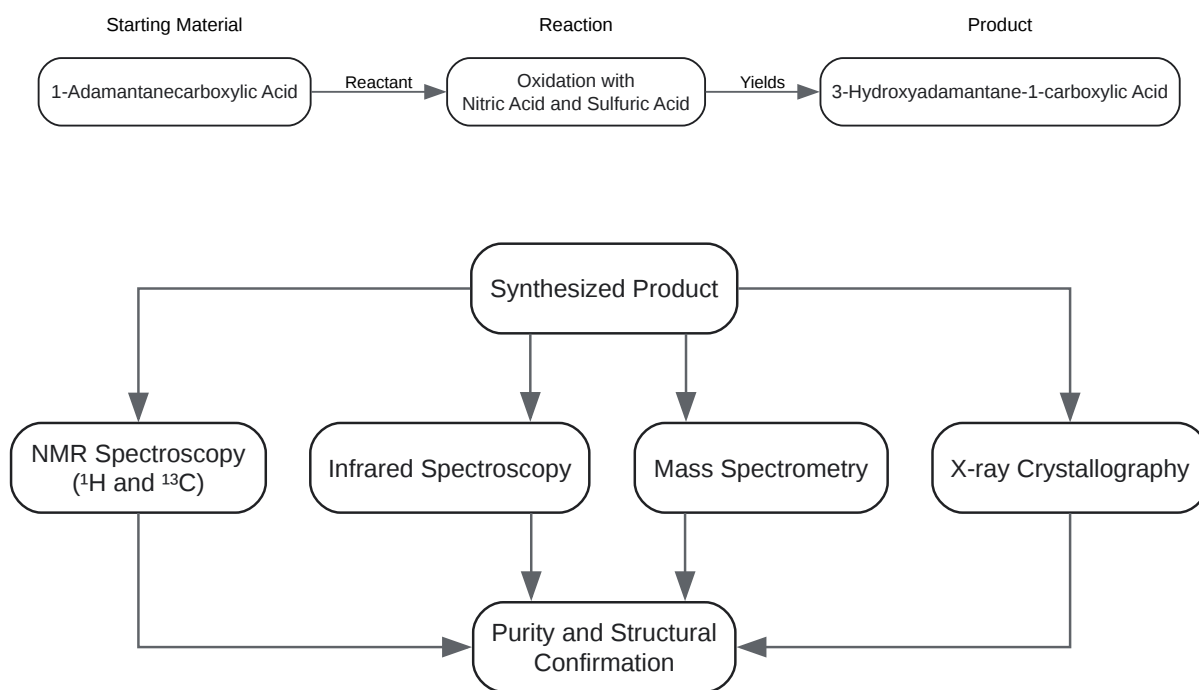 Starting Material
Reaction
Product
1-Adamantanecarboxylic Acid
Reactant
Oxidation with
Nitric Acid and Sulfuric Acid
Yields
3-Hydroxyadamantane-1-carboxylic Acid
Synthesized Product
NMR Spectroscopy
(¹H and ¹³C)
Infrared Spectroscopy
Mass Spectrometry
X-ray Crystallography
Purity and Structural
Confirmation